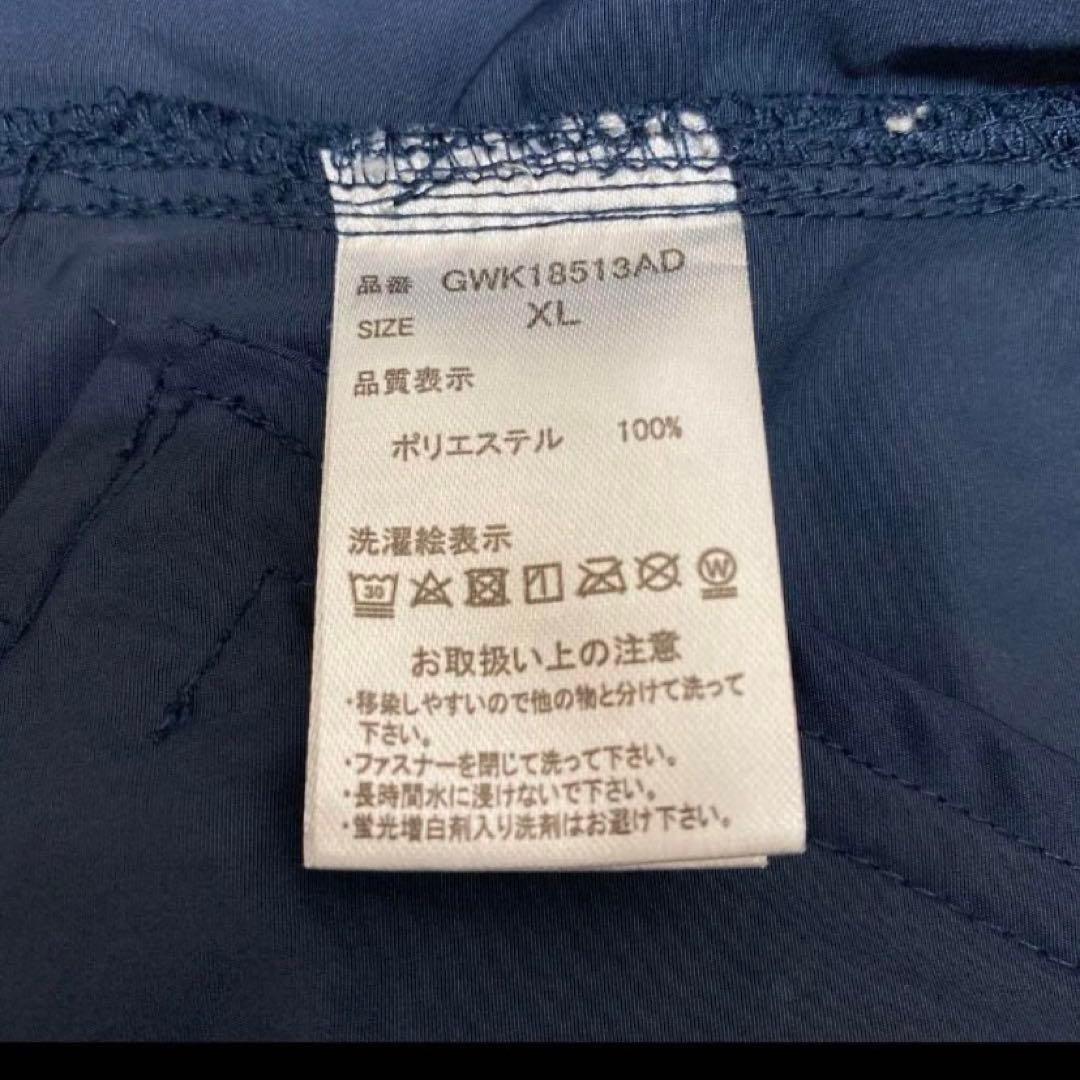 品番 GWK18513AD
SIZE XL
品質表示
ポリエステル 100%
洗濯絵表示
30 W
お取扱い上の注意
・移染しやすいので他の物と分けて洗って
下さい。
・ファスナーを閉じて洗って下さい。
・長時間水に浸けないで下さい。
・蛍光増白剤入り洗剤はお避け下さい。